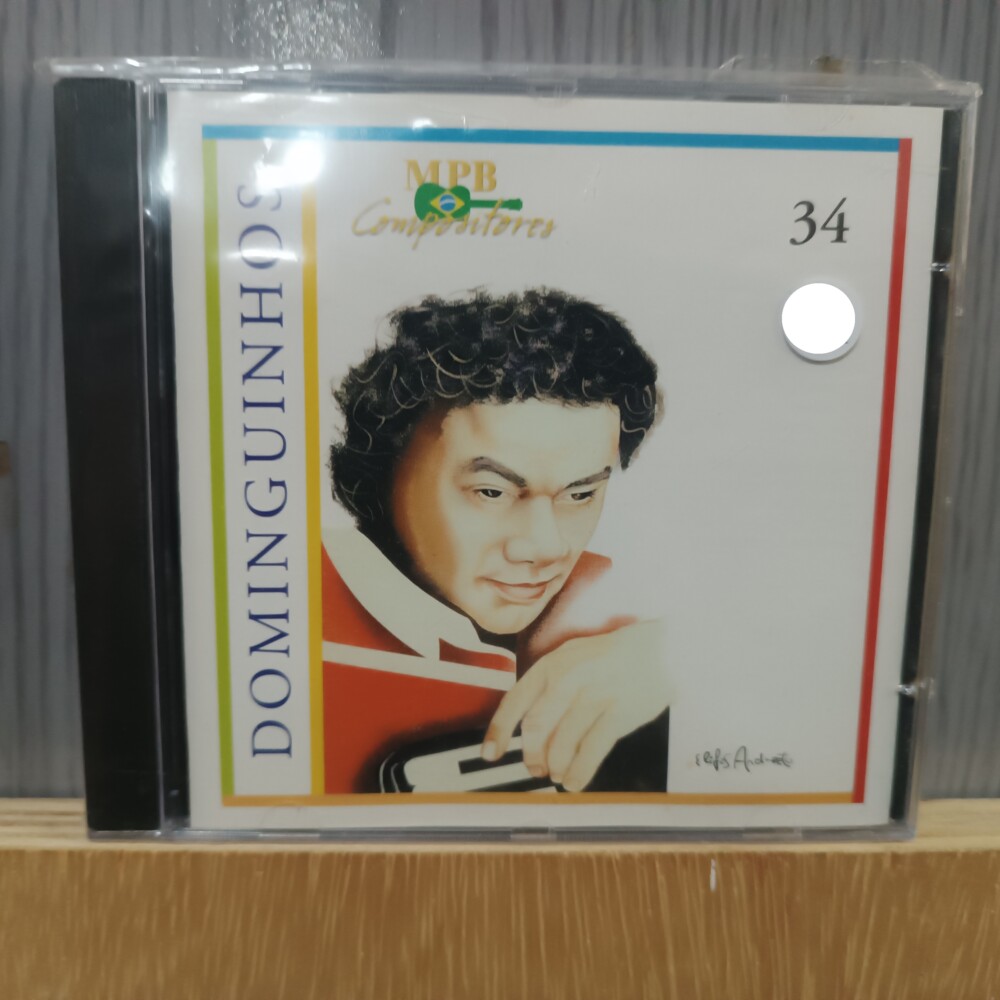 DOMINGUINHOS
MPB
Compositores
34